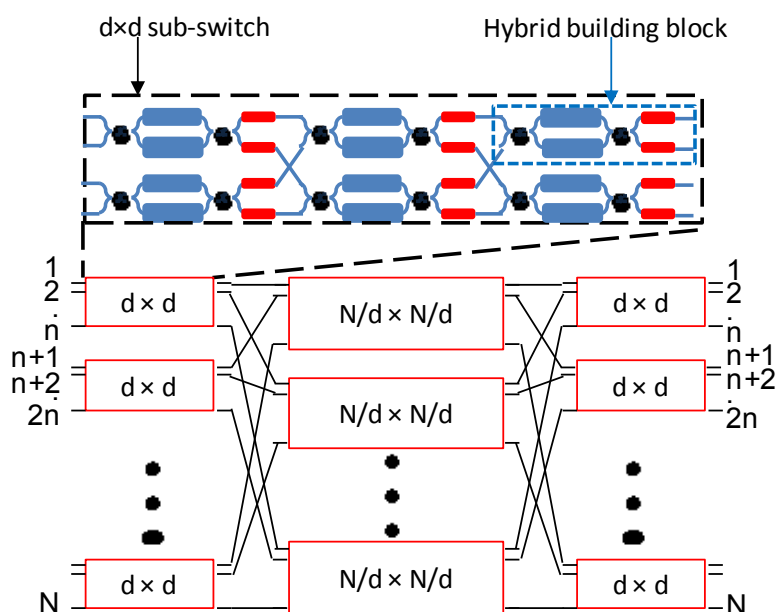 d×d sub-switch
Hybrid building block
1
2
.
n
n+1
n+2
.
2n
N
d × d
d × d
d × d
N/d × N/d
N/d × N/d
N/d × N/d
d × d
d × d
d × d
1
2
.
n
n+1
n+2
.
2n
N